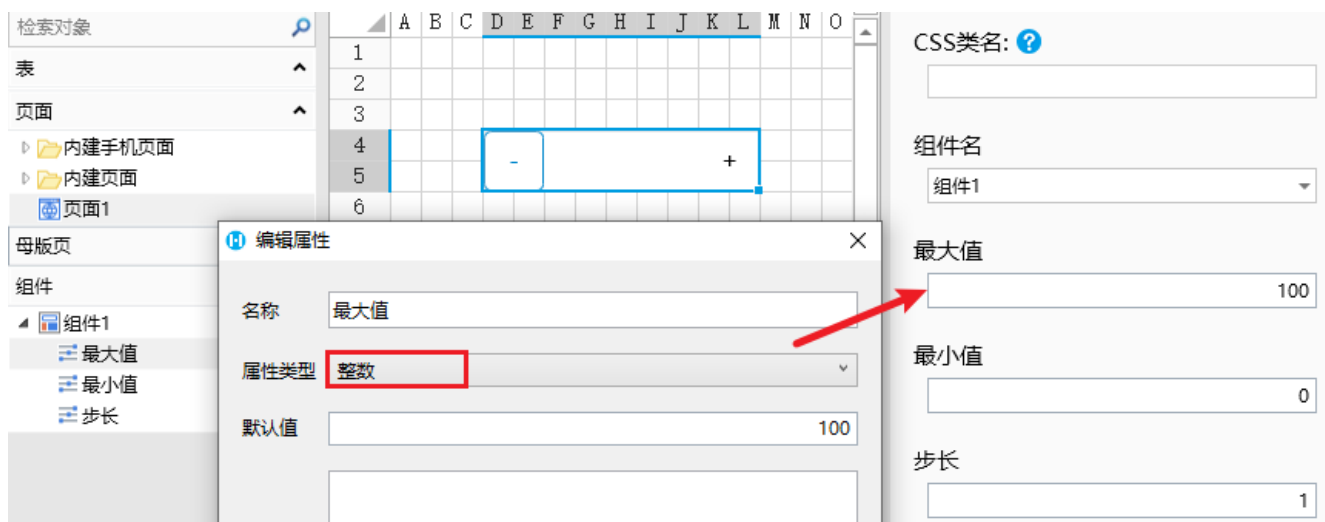 检索对象
表
页面
内建手机页面
内建页面
页面1
母版页
组件
组件1
最大值
最小值
步长
A B C D E F G H I J K L M N O
1
2
3
4
5
6
- +
编辑属性
名称 最大值
属性类型 整数
默认值 100
CSS类名: ?
组件名
组件1
最大值
100
最小值
0
步长
1